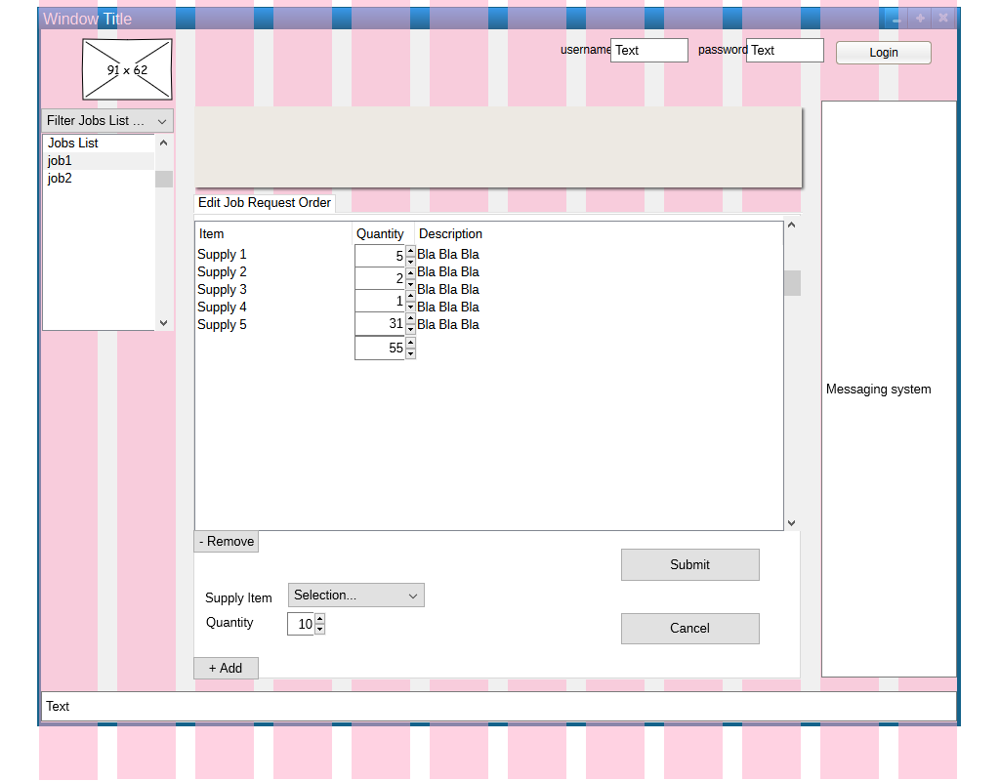 Window Title
91 x 62
username Text password Text Login
Filter Jobs List ...
Jobs List
job1
job2
Edit Job Request Order
Item Quantity Description
Supply 1 5 Bla Bla Bla
Supply 2 2 Bla Bla Bla
Supply 3 1 Bla Bla Bla
Supply 4 31 Bla Bla Bla
Supply 5 55 Bla Bla Bla
Messaging system
- Remove
Submit
Supply Item Selection...
Quantity 10
Cancel
+ Add
Text